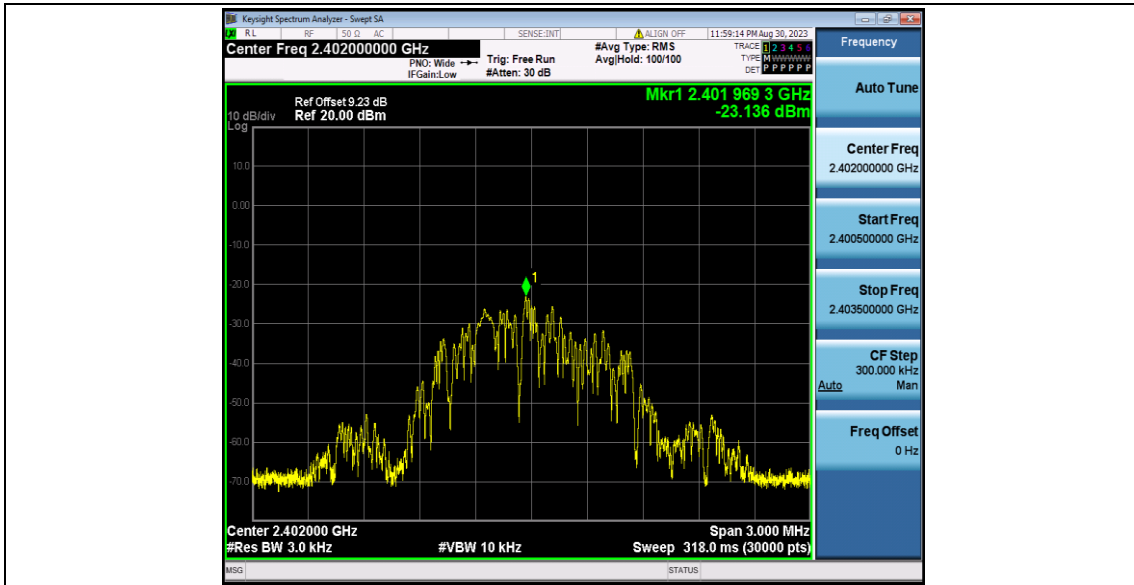 Keysight Spectrum Analyzer - Swept SA
LXI RL RF 50 Ω AC SENSE:INT ALIGN OFF 11:59:14 PM Aug 30, 2023
Center Freq 2.402000000 GHz
PNO: Wide
IFGain:Low
Trig: Free Run
#Atten: 30 dB
#Avg Type: RMS
Avg|Hold: 100/100
TRACE 1 2 3 4 5 6
TYPE M WWWWW
DET P P P P P P
Mkr1 2.401 969 3 GHz
-23.136 dBm
Ref Offset 9.23 dB
10 dB/div Ref 20.00 dBm
Log
10.0
0.00
-10.0
-20.0
-30.0
-40.0
-50.0
-60.0
-70.0
1
Center 2.402000 GHz Span 3.000 MHz
#Res BW 3.0 kHz #VBW 10 kHz Sweep 318.0 ms (30000 pts)
MSG STATUS
Frequency
Auto Tune
Center Freq
2.402000000 GHz
Start Freq
2.400500000 GHz
Stop Freq
2.403500000 GHz
CF Step
300.000 kHz
Auto Man
Freq Offset
0 Hz